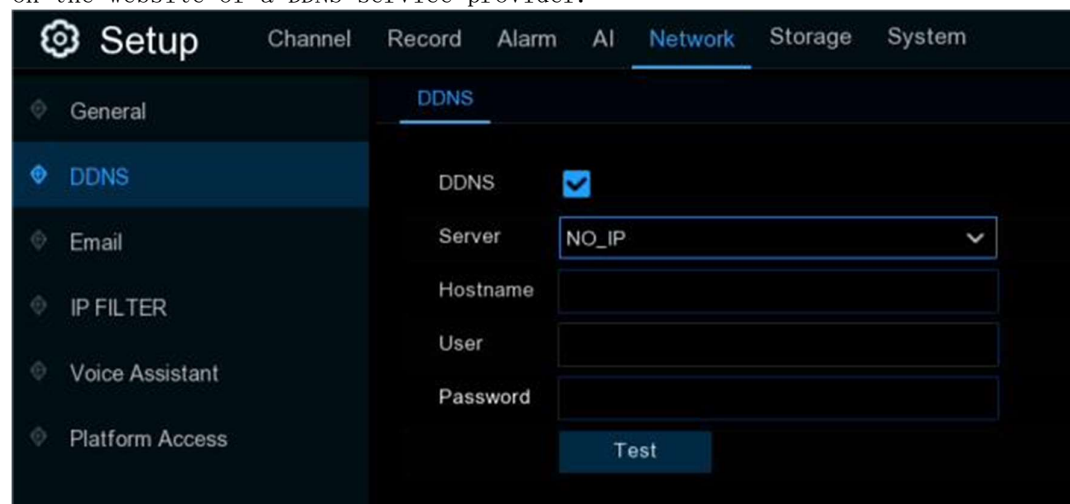 on the website of a DDNS service provider.
Setup Channel Record Alarm AI Network Storage System
General
DDNS
Email
IP FILTER
Voice Assistant
Platform Access
DDNS
DDNS
Server NO_IP
Hostname
User
Password
Test